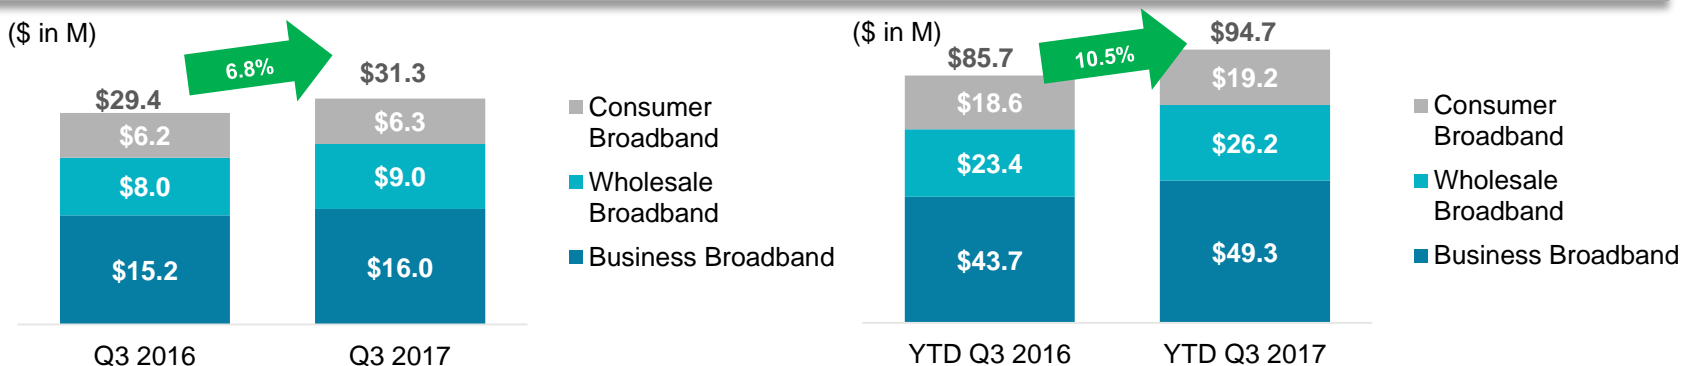 ($ in M)
6.8%
$29.4
$31.3
$6.2
$6.3
$8.0
$9.0
$15.2
$16.0
Q3 2016
Q3 2017
Consumer
Broadband
Wholesale
Broadband
Business Broadband
($ in M)
10.5%
$85.7
$94.7
$18.6
$19.2
$23.4
$26.2
$43.7
$49.3
YTD Q3 2016
YTD Q3 2017
Consumer
Broadband
Wholesale
Broadband
Business Broadband